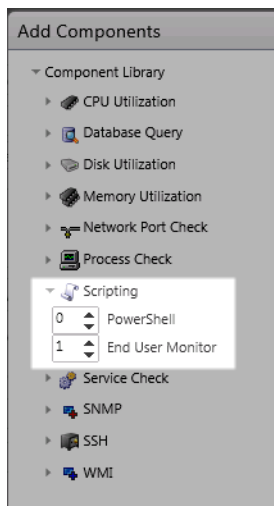 Add Components
Component Library
CPU Utilization
Database Query
Disk Utilization
Memory Utilization
Network Port Check
Process Check
Scripting
0 PowerShell
1 End User Monitor
Service Check
SNMP
SSH
WMI